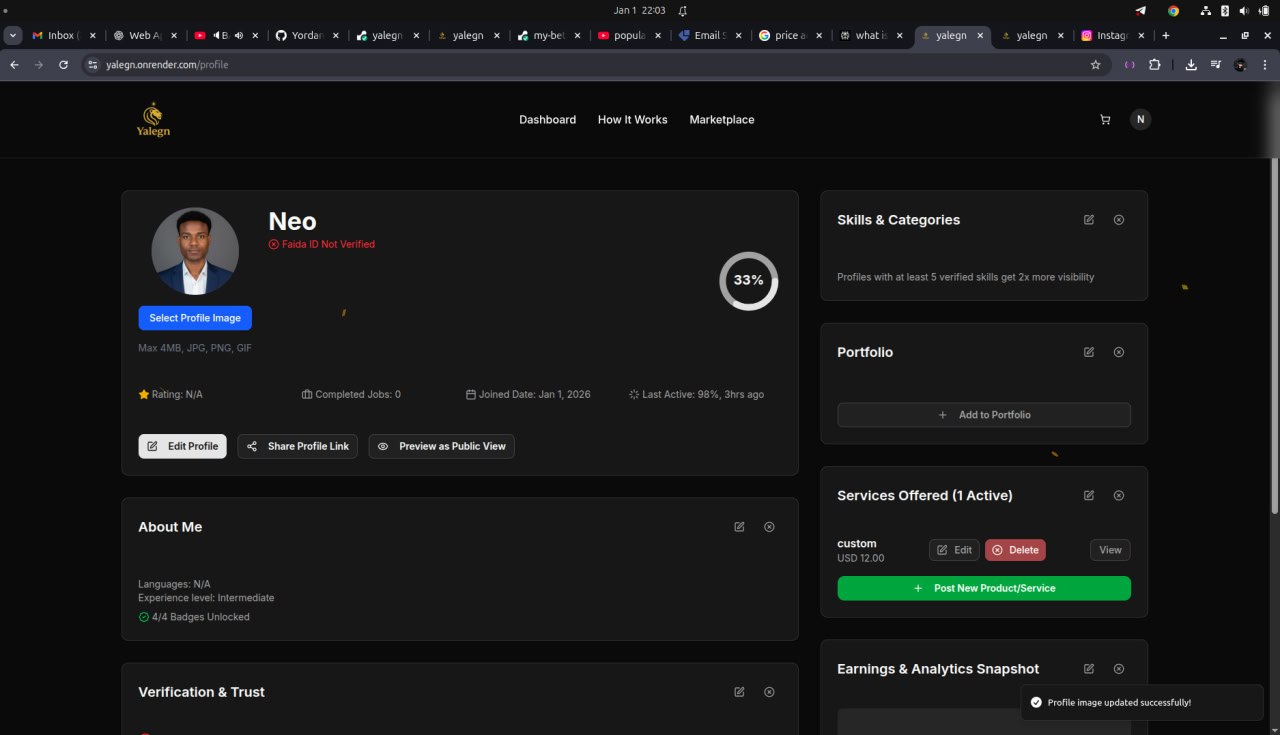 Jan 1 22:03
Inbox (
Web A
B
Yordan
yalegn
yalegn
my-bet
popula
Email S
price a
what is
yalegn
yalegn
Instag
yalegn.onrender.com/profile
Yalegn
Dashboard
How It Works
Marketplace
N
Neo
Faida ID Not Verified
33%
Select Profile Image
Max 4MB, JPG, PNG, GIF
Rating: N/A
Completed Jobs: 0
Joined Date: Jan 1, 2026
Last Active: 98%, 3hrs ago
Edit Profile
Share Profile Link
Preview as Public View
About Me
Languages: N/A
Experience level: Intermediate
4/4 Badges Unlocked
Verification & Trust
Skills & Categories
Profiles with at least 5 verified skills get 2x more visibility
Portfolio
Add to Portfolio
Services Offered (1 Active)
custom
USD 12.00
Edit
Delete
View
Post New Product/Service
Earnings & Analytics Snapshot
Profile image updated successfully!